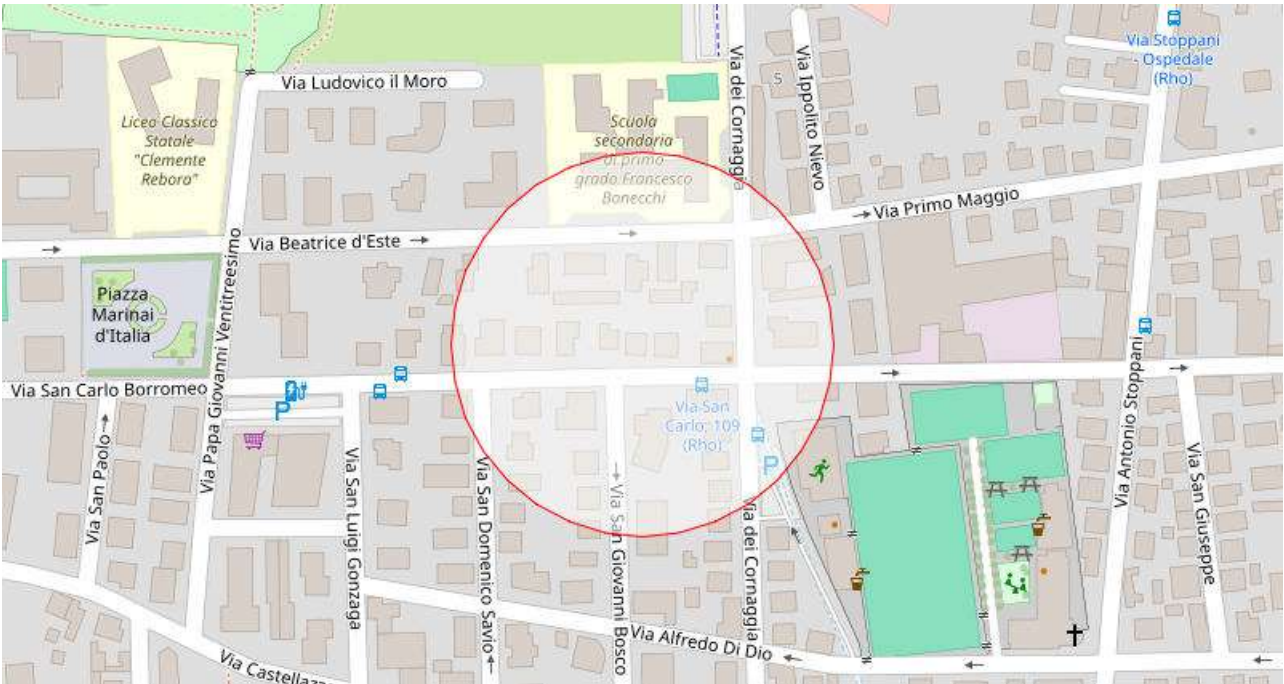 Via Ludovico il Moro
Liceo Classico
Statale
"Clemente
Rebora"
Scuola
secondaria
di primo
grado Francesco
Bonecchi
Via dei Cornaggia
5
Via Ippolito Nievo
Via Stoppani
- Ospedale
(Rho)
Via Primo Maggio
Via Beatrice d'Este
Via Papa Giovanni Ventitreesimo
Piazza
Marinai
d'Italia
Via San Carlo Borromeo
P
Via San
Carlo, 109
(Rho)
P
Via San Paolo
Via San Luigi Gonzaga
Via San Domenico Savio
Via San Giovanni Bosco
Via dei Cornaggia
Via Antonio Stoppani
Via San Giuseppe
Via Alfredo Di Dio
Via Castellazz